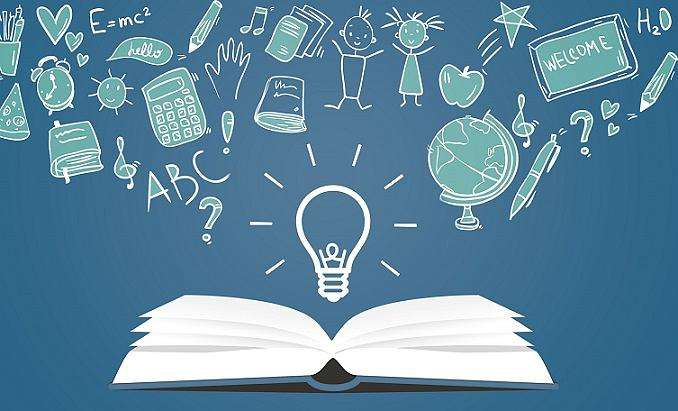 E=mc²
hello
WELCOME
H₂O
ABC
!
?
?